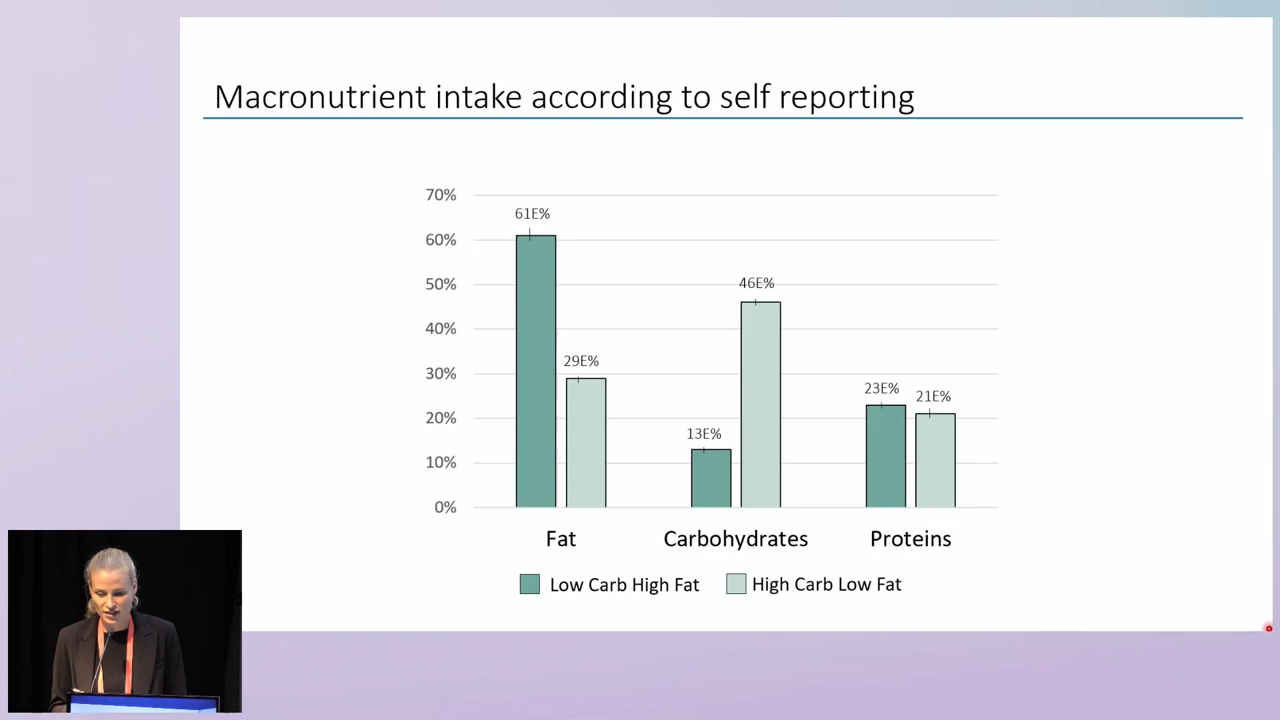 Macronutrient intake according to self reporting
70%
60%
50%
40%
30%
20%
10%
0%
61E%
29E%
13E%
46E%
23E%
21E%
Fat
Carbohydrates
Proteins
Low Carb High Fat
High Carb Low Fat